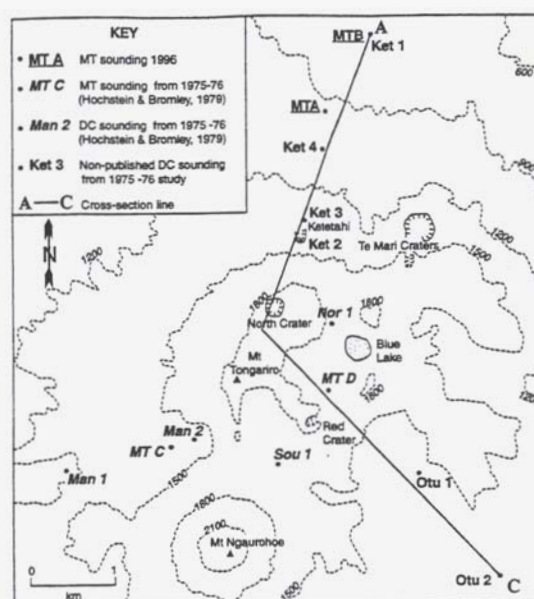 KEY
MT A MT sounding 1996
MT C MT sounding from 1975-76
(Hochstein & Bromley, 1979)
Man 2 DC sounding from 1975-76
(Hochstein & Bromley, 1979)
Ket 3 Non-published DC sounding
from 1975-76 study
A — C Cross-section line
N
A
MTB
Ket 1
600
MTA
Ket 4
900
Ket 3
Ketetahi
Ket 2
Te Mari Craters
1200
1500
1200
1800
North Crater
Nor 1
1800
Blue
Lake
Mt
Tongariro
MT D
1800
120
Red
Crater
Man 2
MT C
Man 1
Sou 1
Otu 1
1500
1800
2100
Mt Ngauruhoe
1500
0 1
km
Otu 2
C